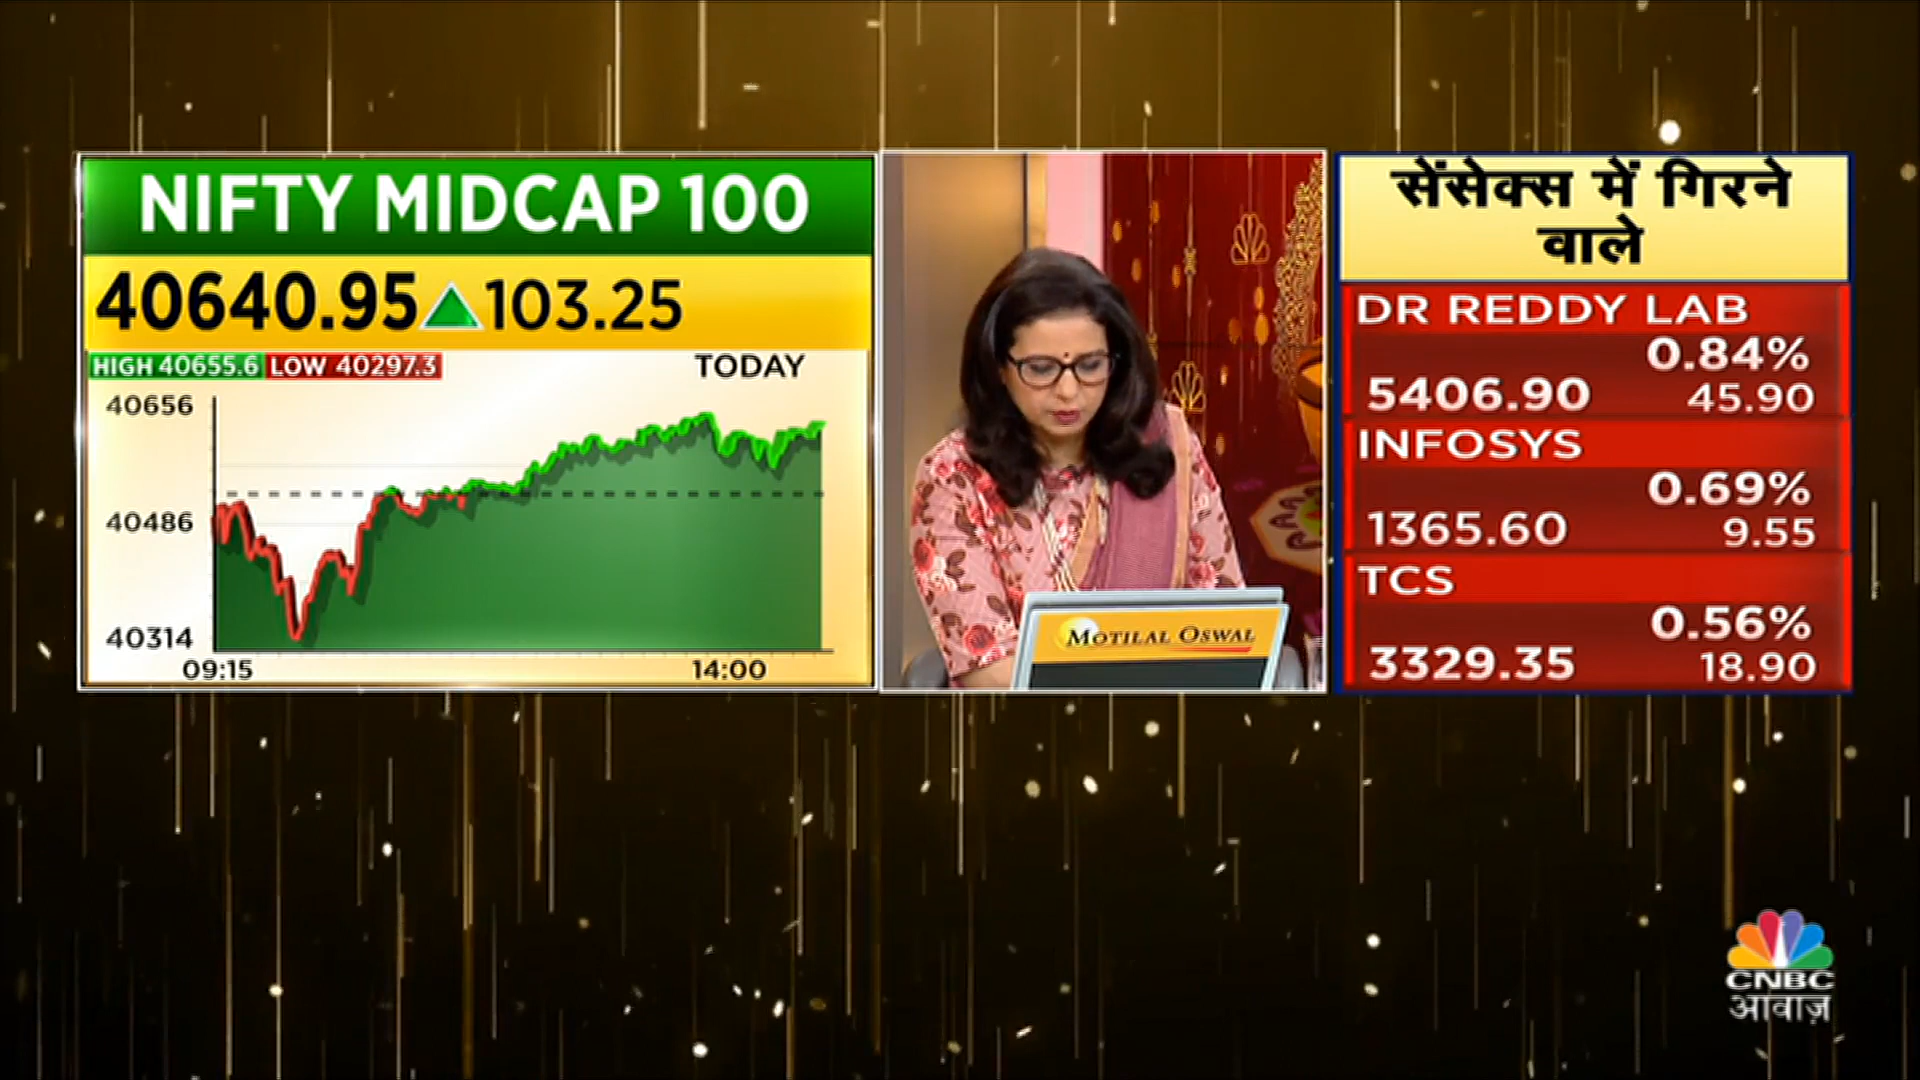 NIFTY MIDCAP 100
40640.95 103.25
HIGH 40655.6 LOW 40297.3 TODAY
40656
40486
40314
09:15 14:00
MOTILAL OSWAL
सेंसेक्स में गिरने
वाले
DR REDDY LAB
0.84%
5406.90 45.90
INFOSYS
0.69%
1365.60 9.55
TCS
0.56%
3329.35 18.90
CNBC
आवाज़